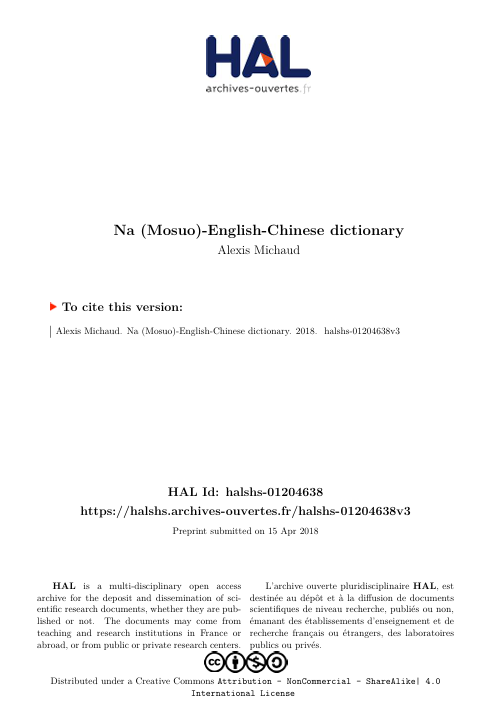 HAL
archives-ouvertes.fr
Na (Mosuo)-English-Chinese dictionary
Alexis Michaud
To cite this version:
Alexis Michaud. Na (Mosuo)-English-Chinese dictionary. 2018. halshs-01204638v3
HAL Id: halshs-01204638
https://halshs.archives-ouvertes.fr/halshs-01204638v3
Preprint submitted on 15 Apr 2018
HAL is a multi-disciplinary open access
archive for the deposit and dissemination of sci-
entific research documents, whether they are pub-
lished or not. The documents may come from
teaching and research institutions in France or
abroad, or from public or private research centers.
L'archive ouverte pluridisciplinaire HAL, est
destinée au dépôt et à la diffusion de documents
scientifiques de niveau recherche, publiés ou non,
émanant des établissements d'enseignement et de
recherche français ou étrangers, des laboratoires
publics ou privés.
cc
Distributed under a Creative Commons Attribution - NonCommercial - ShareAlike| 4.0
International License